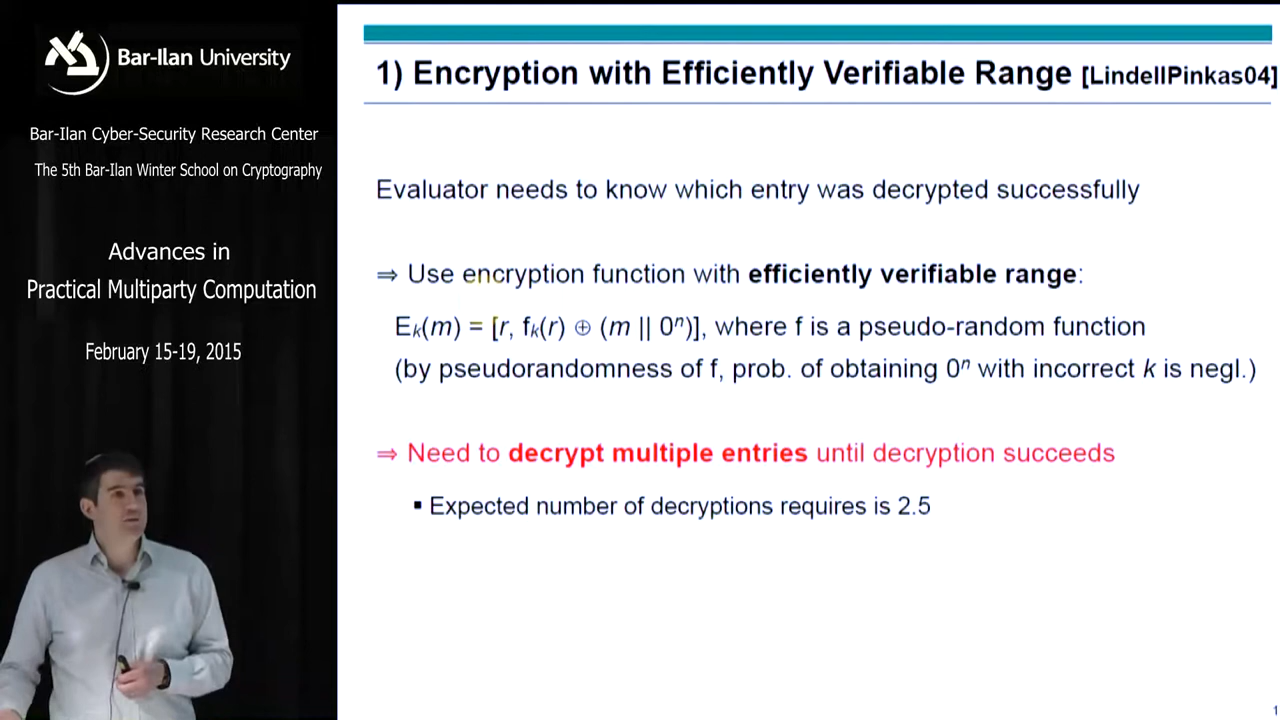 Bar-Ilan University
Bar-Ilan Cyber-Security Research Center
The 5th Bar-Ilan Winter School on Cryptography
Advances in
Practical Multiparty Computation
February 15-19, 2015
1) Encryption with Efficiently Verifiable Range [LindellPinkas04]
Evaluator needs to know which entry was decrypted successfully
⇒ Use encryption function with efficiently verifiable range:
Eₖ(m) = [r, fₖ(r) ⊕ (m || 0ⁿ)], where f is a pseudo-random function
(by pseudorandomness of f, prob. of obtaining 0ⁿ with incorrect k is negl.)
⇒ Need to decrypt multiple entries until decryption succeeds
▪ Expected number of decryptions requires is 2.5
1